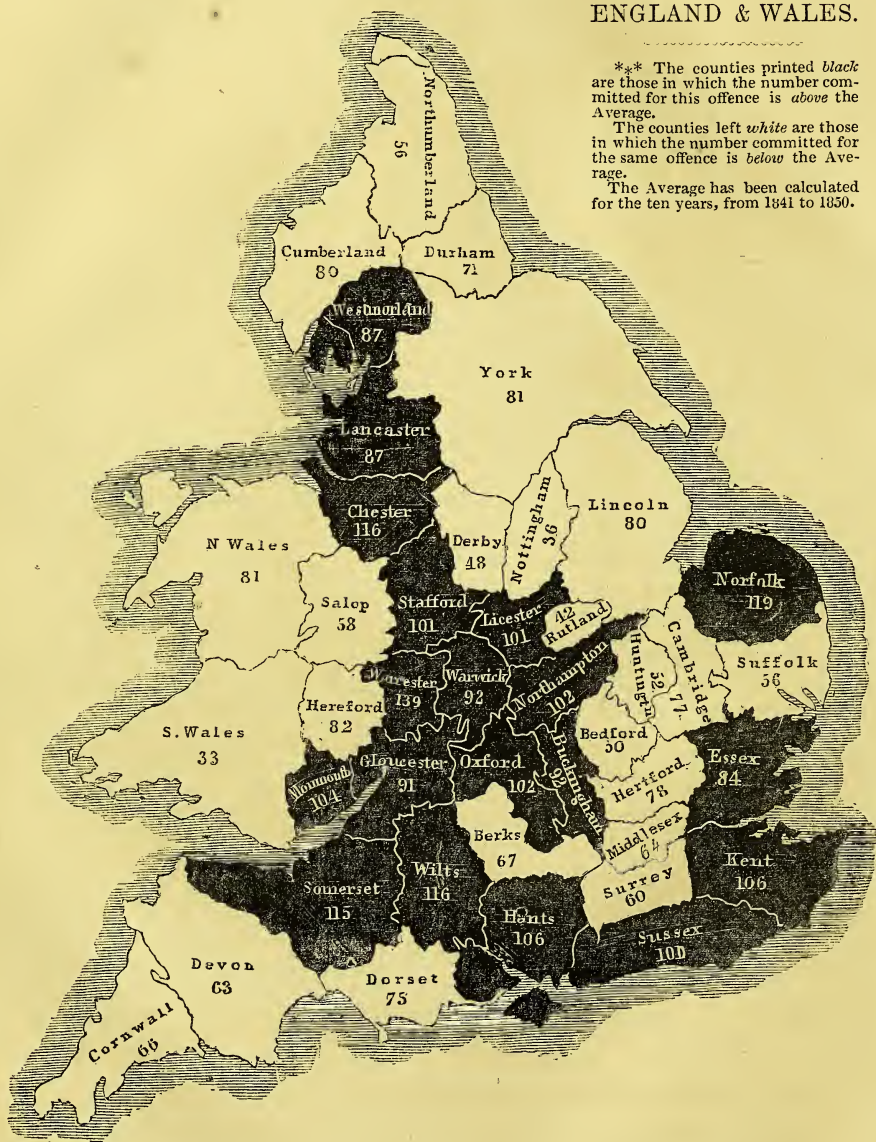 ENGLAND & WALES.
*⁎* The counties printed black
are those in which the number com-
mitted for this offence is above the
Average.
The counties left white are those
in which the number committed for
the same offence is below the Ave-
rage.
The Average has been calculated
for the ten years, from 1841 to 1850.
Northumberland
56
Cumberland
80
Durham
71
Westmorland
87
York
81
Lancaster
87
Chester
116
N Wales
81
Derby
48
Nottingham
36
Lincoln
80
Salop
58
Stafford
101
Licester
101
42
Rutland
Norfolk
119
Worcester
139
Warwick
92
Northampton
102
Huntingtn
52
Cambridge
77
Suffolk
56
Hereford
82
S. Wales
33
Bedford
50
Monmouth
104
Gloucester
91
Oxford
102
Buckingham
92
Hertford
78
Essex
84
Berks
67
Middlesex
64
Kent
106
Somerset
115
Wilts
116
Hants
106
Surrey
60
Sussex
100
Devon
63
Dorset
75
Cornwall
66